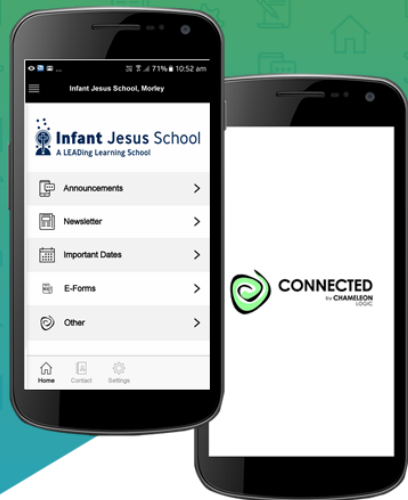 71% 10:52 am
Infant Jesus School, Morley
Infant Jesus School
A LEADing Learning School
Announcements
Newsletter
Important Dates
E-Forms
Other
Home Contact Settings
CONNECTED
by CHAMELEON
LOGIC